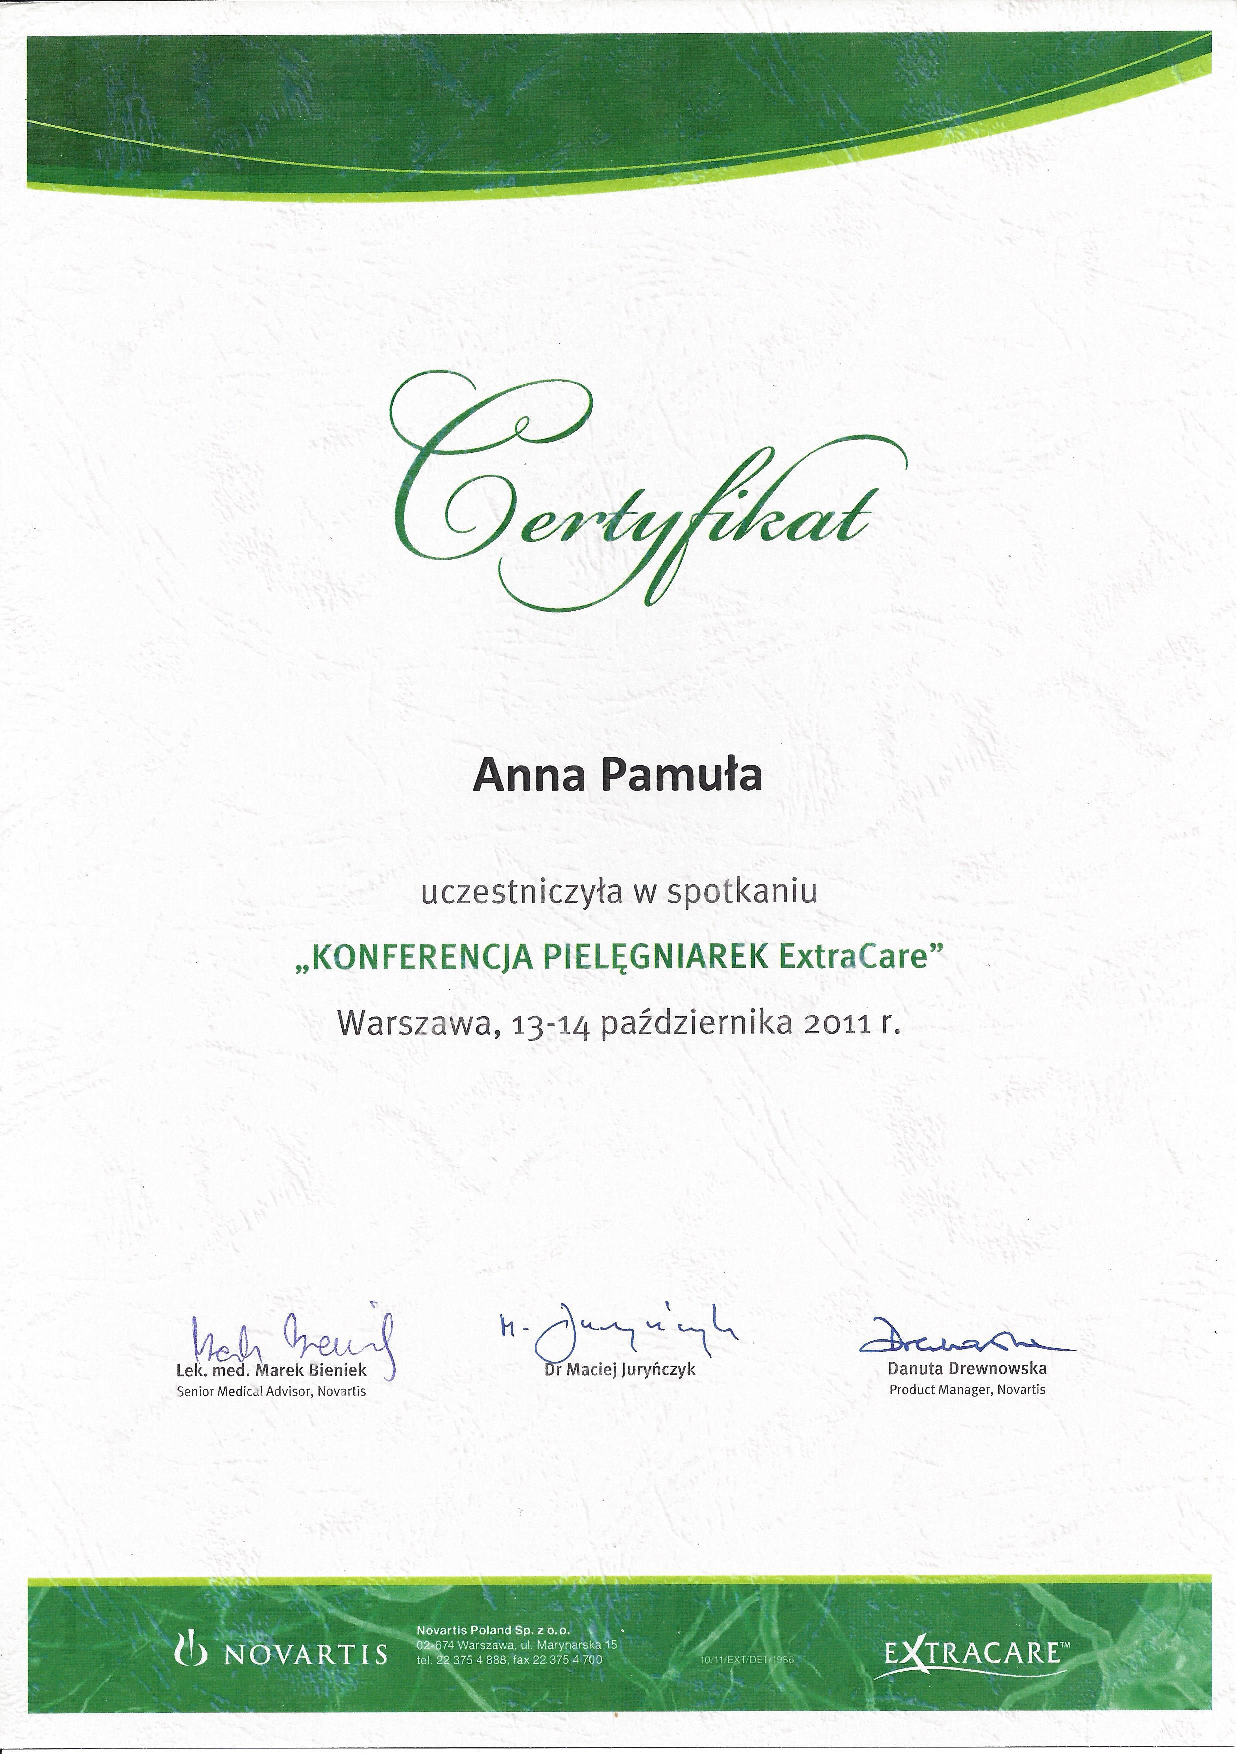 Certyfikat
Anna Pamuła
uczestniczyła w spotkaniu
„KONFERENCJA PIELĘGNIAREK ExtraCare”
Warszawa, 13-14 października 2011 r.
Lek. med. Marek Bieniek
Senior Medical Advisor, Novartis
Dr Maciej Juryńczyk
Danuta Drewnowska
Product Manager, Novartis
NOVARTIS
Novartis Poland Sp. z o.o.
02-674 Warszawa, ul. Marynarska 15
tel. 22 375 4 888, fax 22 375 4 700
10/11/EXT/DET/1956
EXTRACARE™